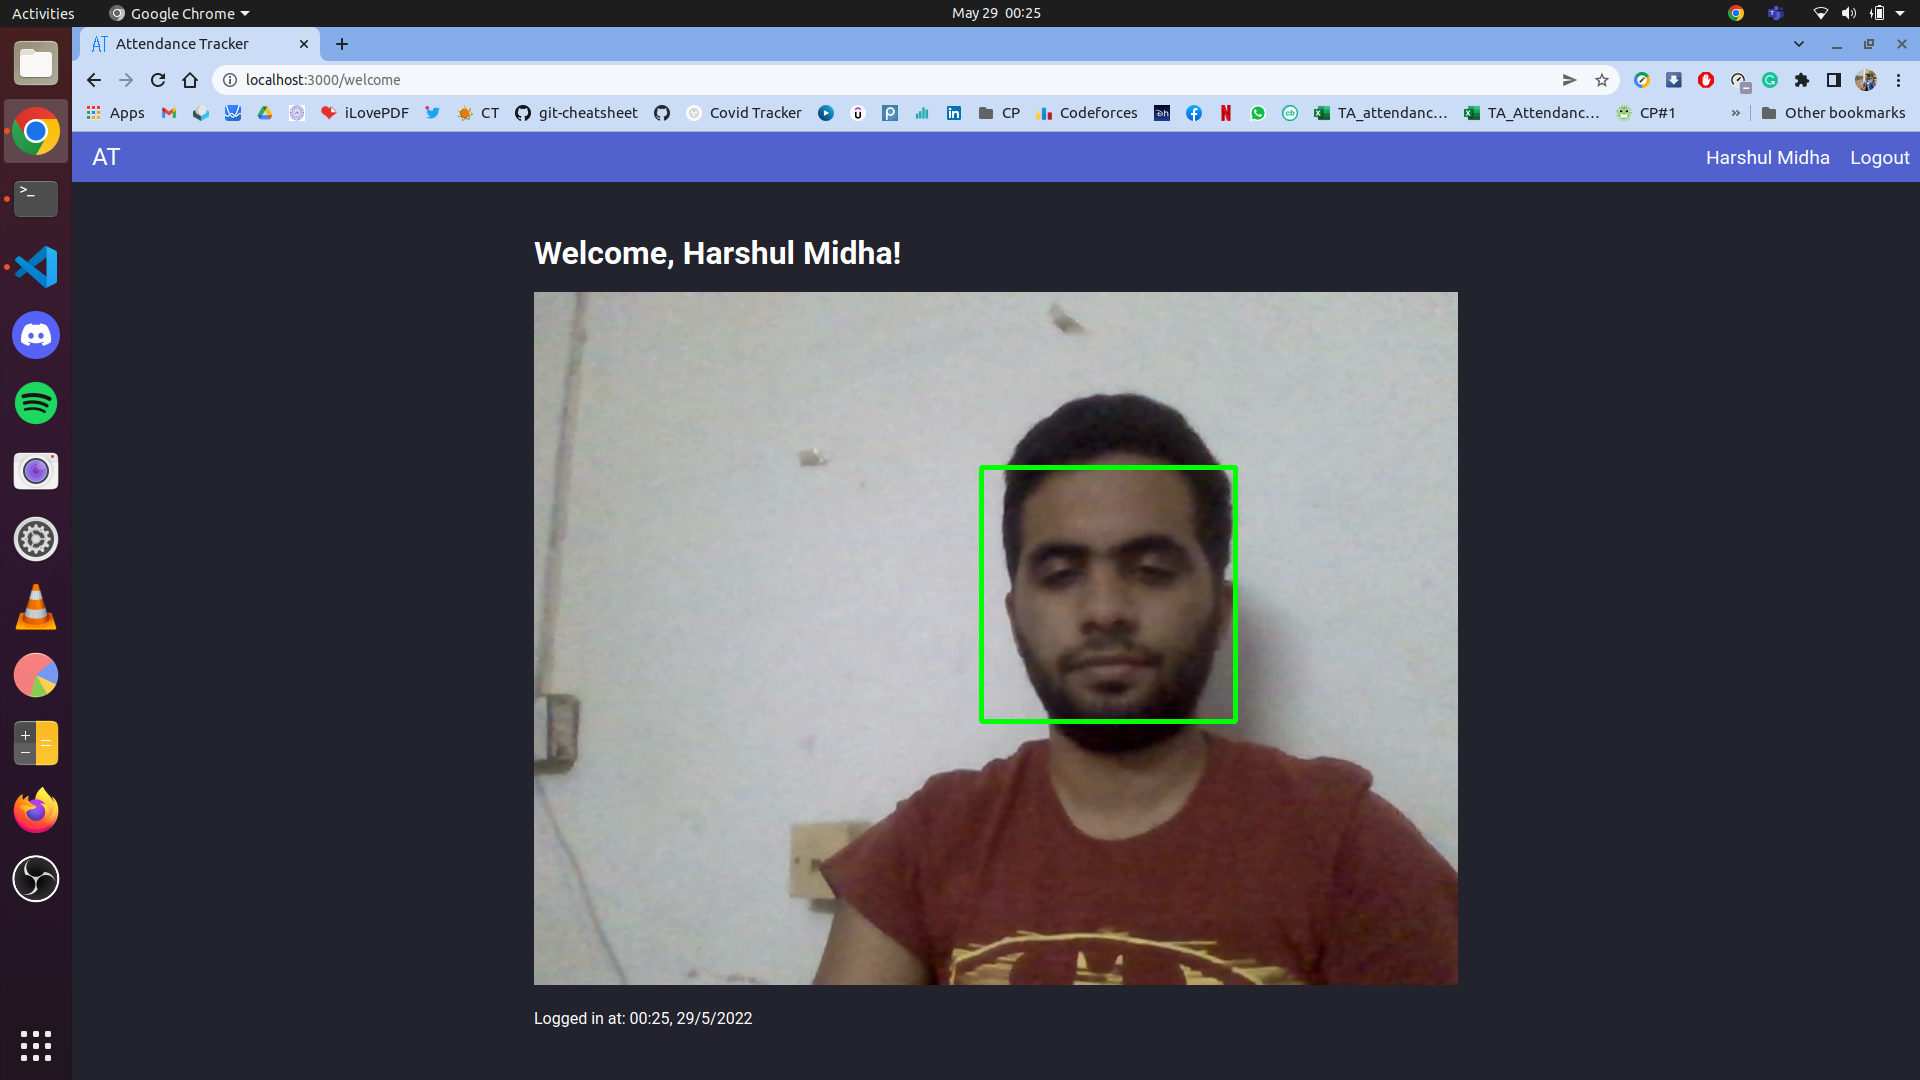 Activities Google Chrome May 29 00:25
AT Attendance Tracker
localhost:3000/welcome
Apps iLovePDF CT git-cheatsheet Covid Tracker CP Codeforces TA_attendanc... TA_Attendanc... CP#1 » Other bookmarks
AT Harshul Midha Logout
Welcome, Harshul Midha!
Logged in at: 00:25, 29/5/2022